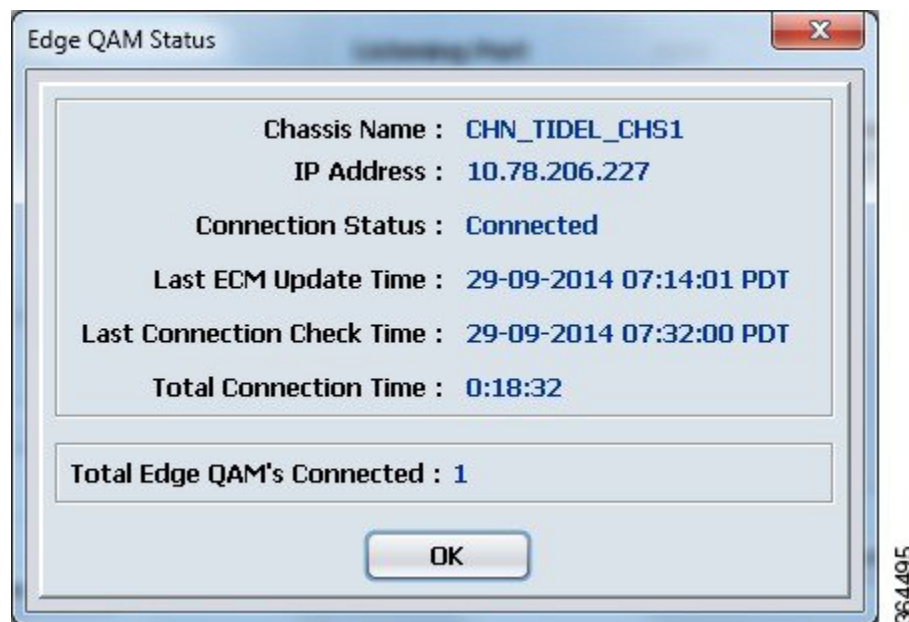 Edge QAM Status
Chassis Name : CHN_TIDEL_CHS1
IP Address : 10.78.206.227
Connection Status : Connected
Last ECM Update Time : 29-09-2014 07:14:01 PDT
Last Connection Check Time : 29-09-2014 07:32:00 PDT
Total Connection Time : 0:18:32
Total Edge QAM's Connected : 1
OK
364495